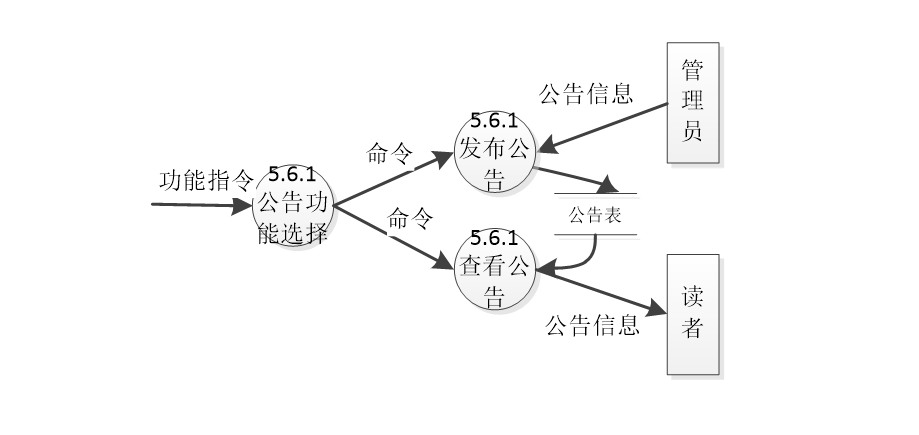 功能指令
5.6.1
公告功
能选择
命令
命令
5.6.1
发布公
告
公告信息
管
理
员
公告表
5.6.1
查看公
告
公告信息
读
者